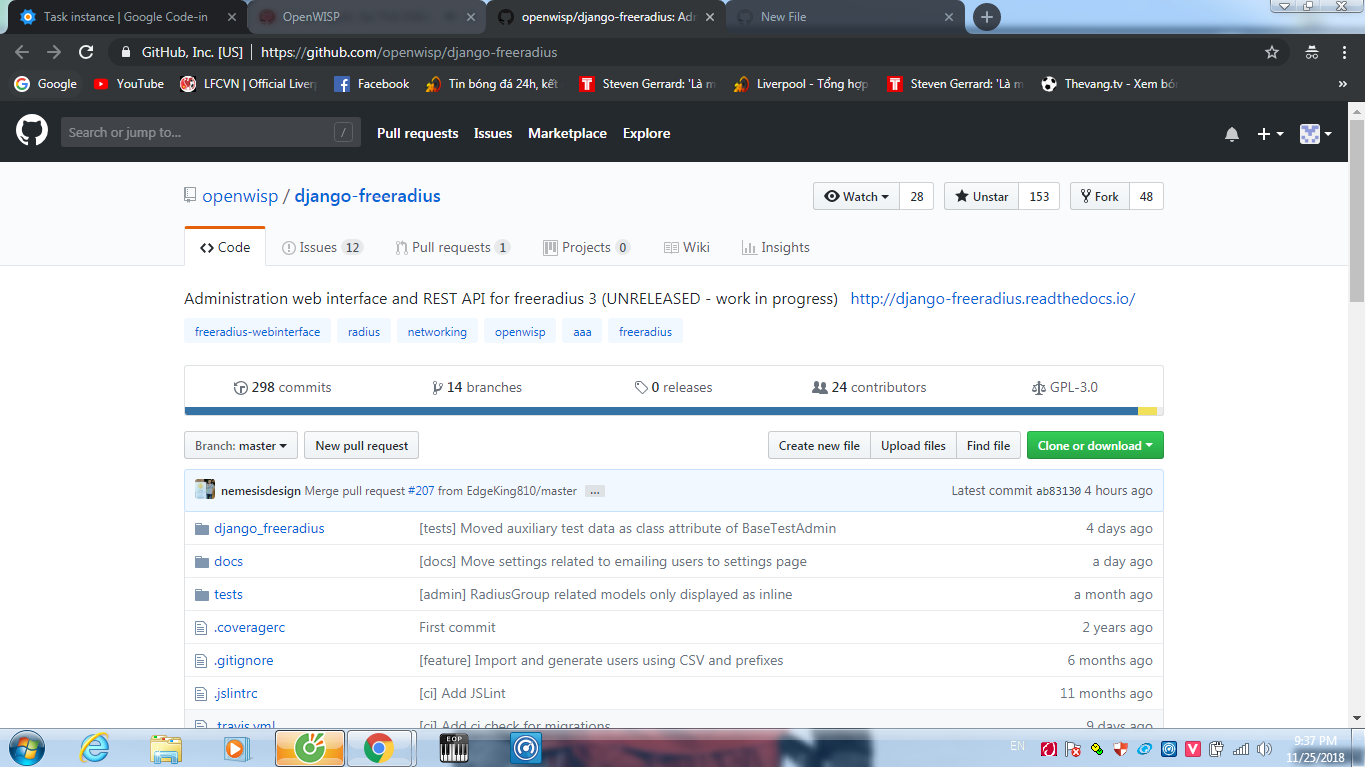 Task instance | Google Code-in
OpenWISP
openwisp/django-freeradius: Adr
New File
GitHub, Inc. [US] | https://github.com/openwisp/django-freeradius
Google YouTube LFCVN | Official Liverp Facebook Tin bóng đá 24h, kết Steven Gerrard: 'Là m Liverpool - Tổng hợp Steven Gerrard: 'Là m Thevang.tv - Xem bón »
Search or jump to... / Pull requests Issues Marketplace Explore
openwisp / django-freeradius
Watch 28 Unstar 153 Fork 48
Code Issues 12 Pull requests 1 Projects 0 Wiki Insights
Administration web interface and REST API for freeradius 3 (UNRELEASED - work in progress) http://django-freeradius.readthedocs.io/
freeradius-webinterface radius networking openwisp aaa freeradius
298 commits 14 branches 0 releases 24 contributors GPL-3.0
Branch: master New pull request Create new file Upload files Find file Clone or download
nemesisdesign Merge pull request #207 from EdgeKing810/master ... Latest commit ab83130 4 hours ago
django_freeradius [tests] Moved auxiliary test data as class attribute of BaseTestAdmin 4 days ago
docs [docs] Move settings related to emailing users to settings page a day ago
tests [admin] RadiusGroup related models only displayed as inline a month ago
.coveragerc First commit 2 years ago
.gitignore [feature] Import and generate users using CSV and prefixes 6 months ago
.jslintrc [ci] Add JSLint 11 months ago
.travis.yml [ci] Add ci check for migrations 9 days ago
EOP
EN
9:37 PM
11/25/2018